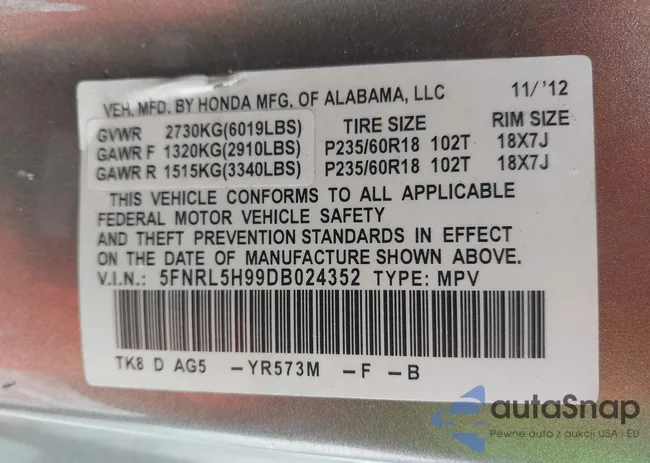 VEH. MFD. BY HONDA MFG. OF ALABAMA, LLC 11/ '12
GVWR 2730KG(6019LBS) TIRE SIZE RIM SIZE
GAWR F 1320KG(2910LBS) P235/60R18 102T 18X7J
GAWR R 1515KG(3340LBS) P235/60R18 102T 18X7J
THIS VEHICLE CONFORMS TO ALL APPLICABLE
FEDERAL MOTOR VEHICLE SAFETY
AND THEFT PREVENTION STANDARDS IN EFFECT
ON THE DATE OF MANUFACTURE SHOWN ABOVE.
V.I.N.: 5FNRL5H99DB024352 TYPE: MPV
TK8 D AG5 -YR573M -F -B
autaSnap
Pewne auta z aukcji USA i EU